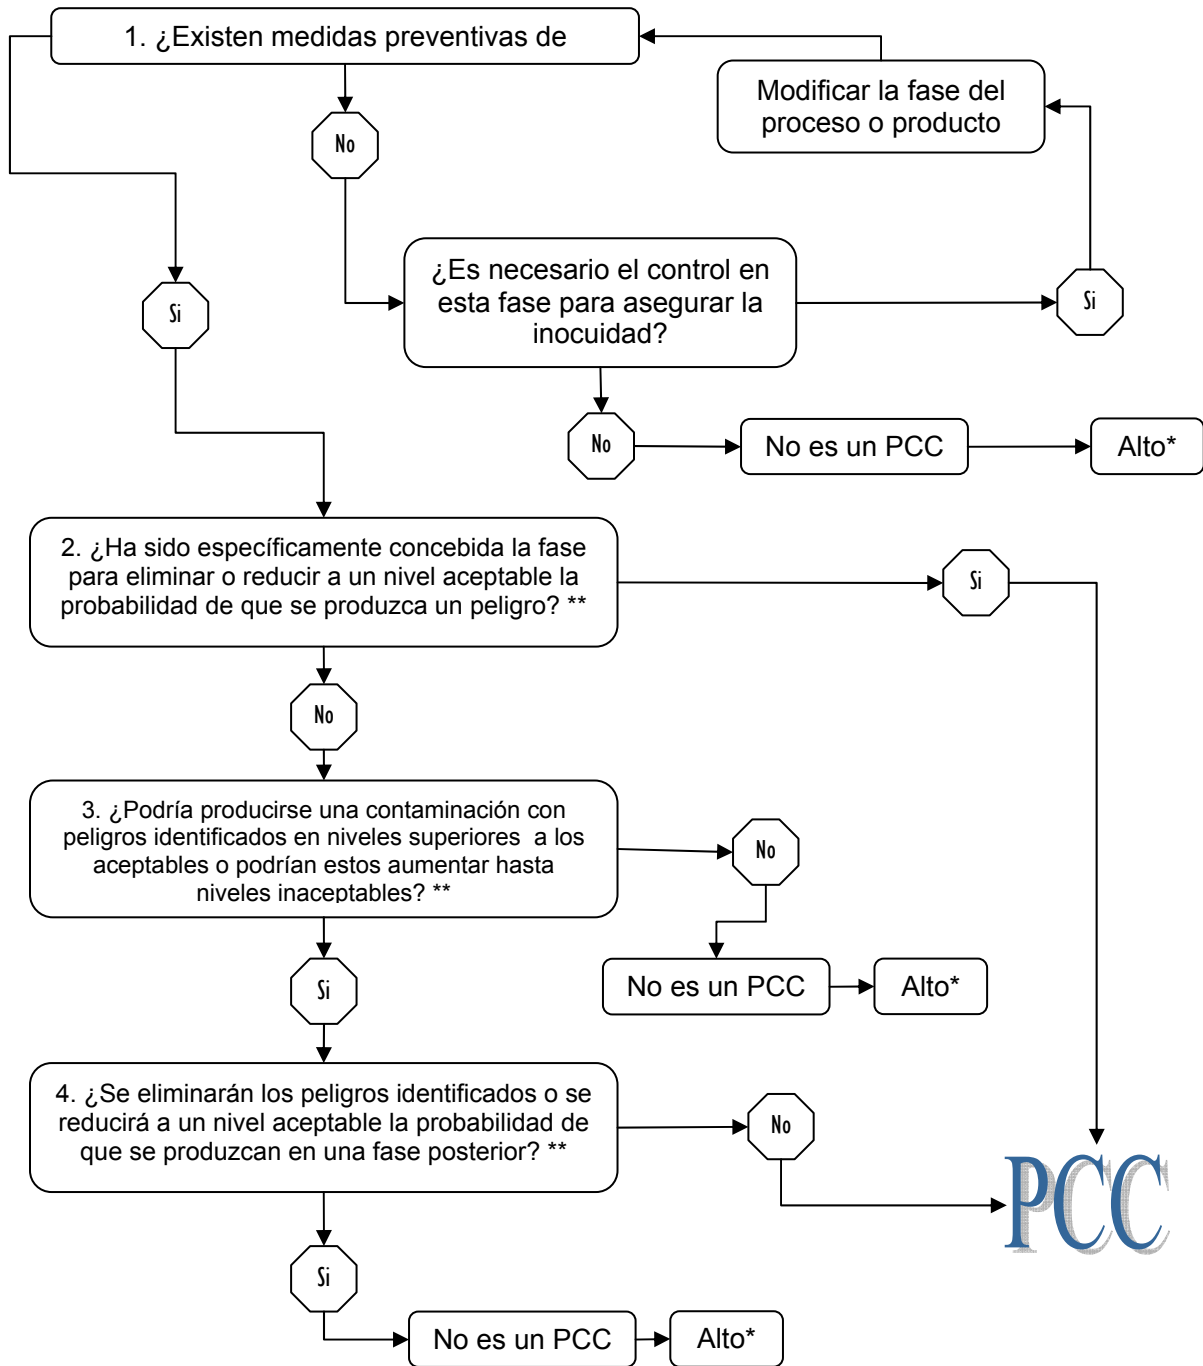 1. ¿Existen medidas preventivas de
Modificar la fase del
proceso o producto
No
¿Es necesario el control en
esta fase para asegurar la
inocuidad?
Si
Si
No
No es un PCC
Alto*
2. ¿Ha sido específicamente concebida la fase
para eliminar o reducir a un nivel aceptable la
probabilidad de que se produzca un peligro? **
Si
No
3. ¿Podría producirse una contaminación con
peligros identificados en niveles superiores a los
aceptables o podrían estos aumentar hasta
niveles inaceptables? **
No
Si
No es un PCC
Alto*
4. ¿Se eliminarán los peligros identificados o se
reducirá a un nivel aceptable la probabilidad de
que se produzcan en una fase posterior? **
No
PCC
Si
No es un PCC
Alto*